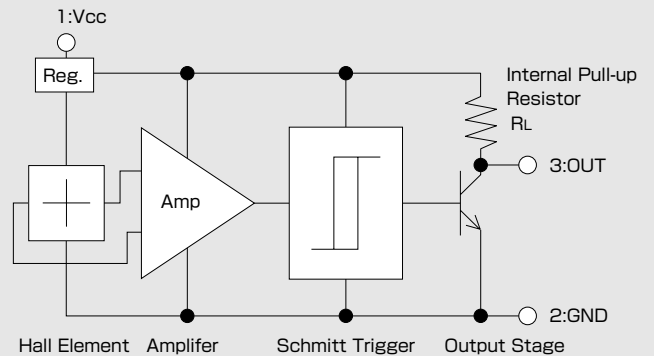 1:Vcc
Reg.
Internal Pull-up
Resistor
RL
Amp
3:OUT
2:GND
Hall Element
Amplifer
Schmitt Trigger
Output Stage